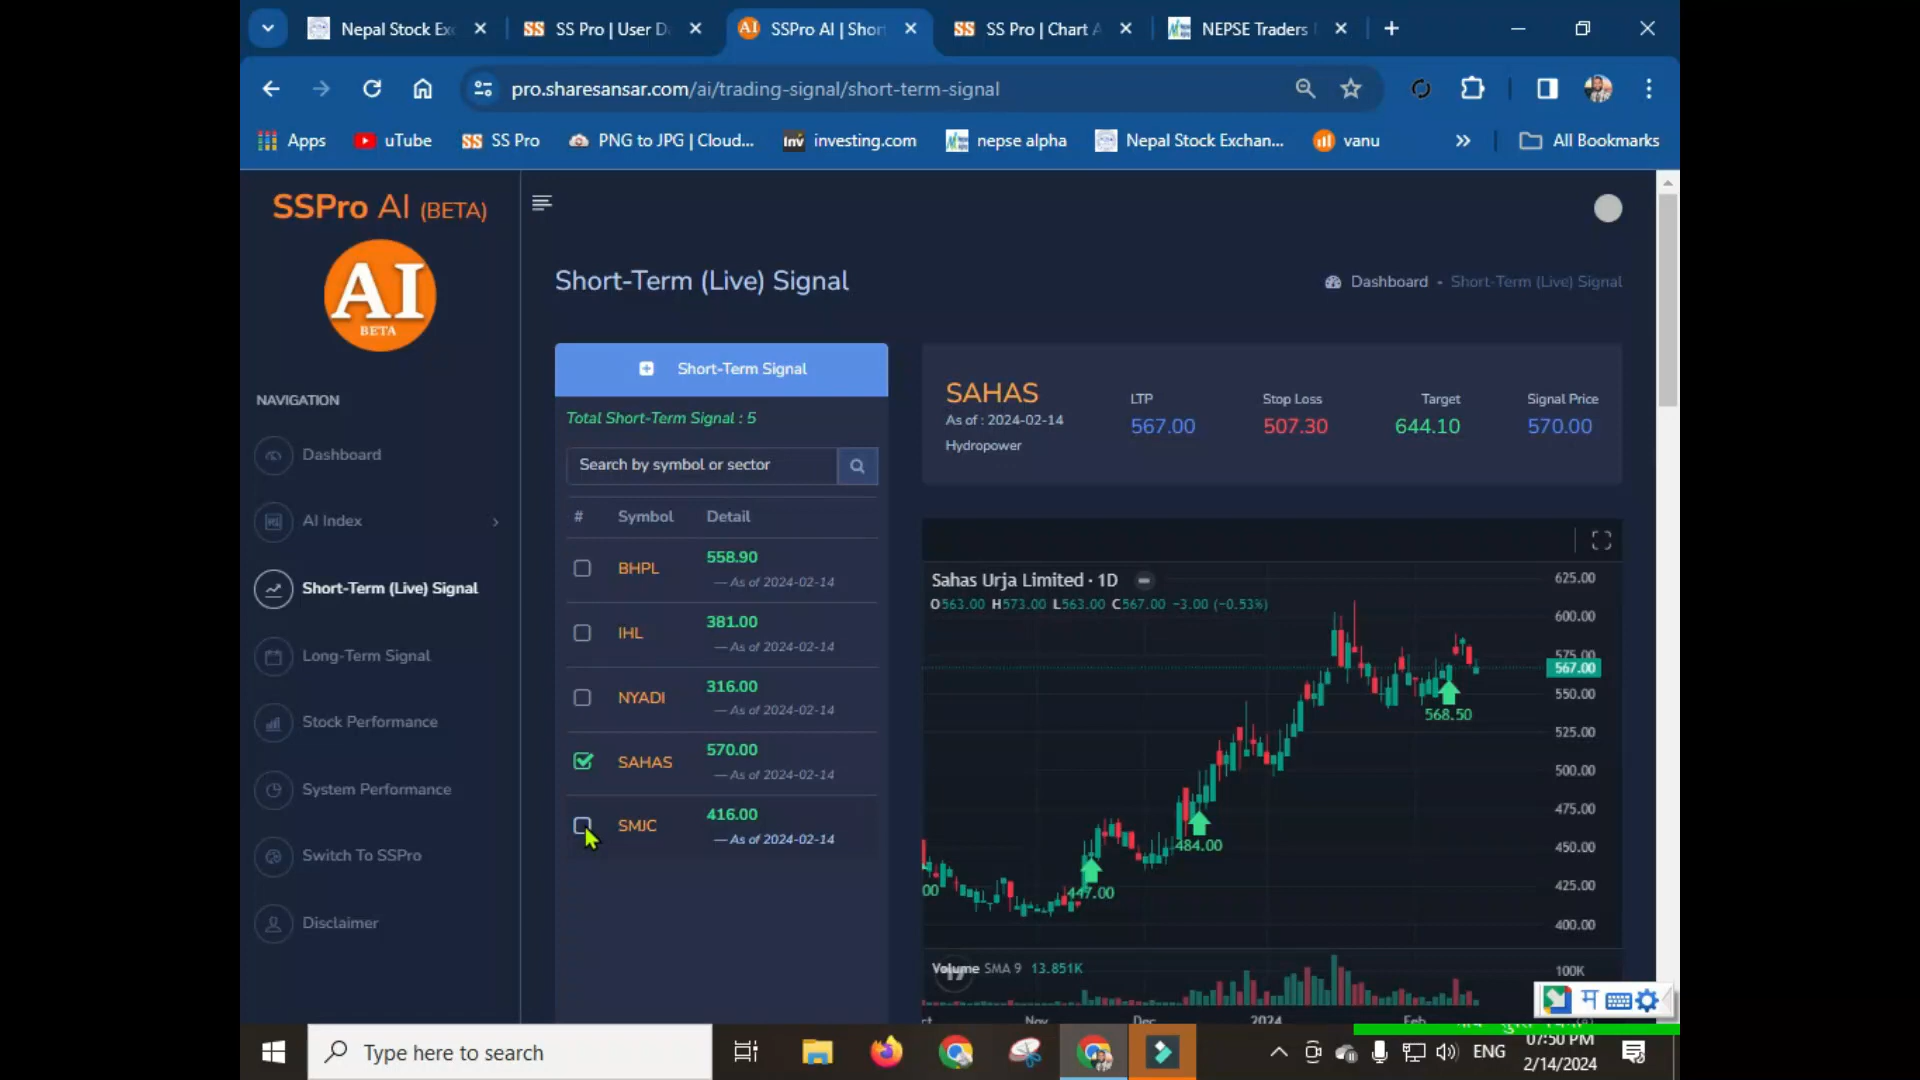 Nepal Stock Ex
SS SS Pro | User D
AI SSPro AI | Shor
SS SS Pro | Chart A
NEPSE Traders
pro.sharesansar.com/ai/trading-signal/short-term-signal
Apps
uTube
SS SS Pro
PNG to JPG | Cloud...
Inv investing.com
nepse alpha
Nepal Stock Exchan...
vanu
»
All Bookmarks
SSPro AI (BETA)
AI
BETA
NAVIGATION
Dashboard
AI Index
Short-Term (Live) Signal
Long-Term Signal
Stock Performance
System Performance
Switch To SSPro
Disclaimer
Short-Term (Live) Signal
Dashboard - Short-Term (Live) Signal
Short-Term Signal
Total Short-Term Signal : 5
Search by symbol or sector
# Symbol Detail
BHPL 558.90
— As of 2024-02-14
IHL 381.00
— As of 2024-02-14
NYADI 316.00
— As of 2024-02-14
SAHAS 570.00
— As of 2024-02-14
SMJC 416.00
— As of 2024-02-14
SAHAS
As of : 2024-02-14
Hydropower
LTP
567.00
Stop Loss
507.30
Target
644.10
Signal Price
570.00
Sahas Urja Limited · 1D
O563.00 H573.00 L563.00 C567.00 −3.00 (−0.53%)
625.00
600.00
575.00
567.00
550.00
525.00
500.00
475.00
450.00
425.00
400.00
568.50
484.00
447.00
00
Volume SMA 9 13.851K
100K
Nov
Dec
2024
Feb
म
Type here to search
ENG
07:50 PM
2/14/2024